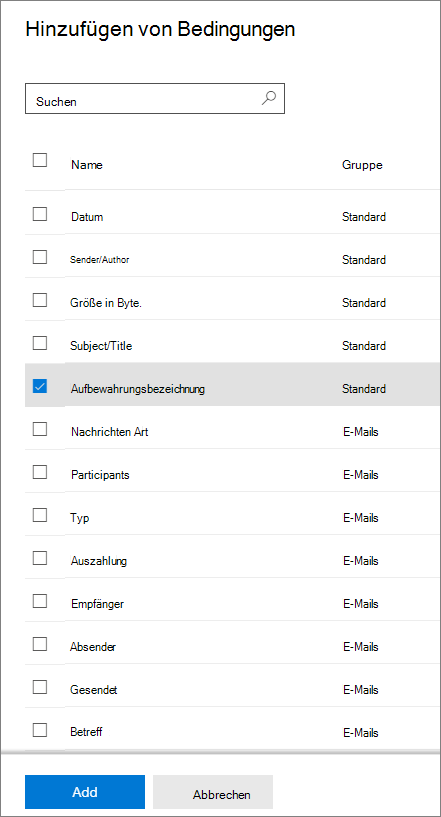 Hinzufügen von Bedingungen
Suchen
Name Gruppe
Datum Standard
Sender/Author Standard
Größe in Byte. Standard
Subject/Title Standard
Aufbewahrungsbezeichnung Standard
Nachrichten Art E-Mails
Participants E-Mails
Typ E-Mails
Auszahlung E-Mails
Empfänger E-Mails
Absender E-Mails
Gesendet E-Mails
Betreff E-Mails
Add Abbrechen